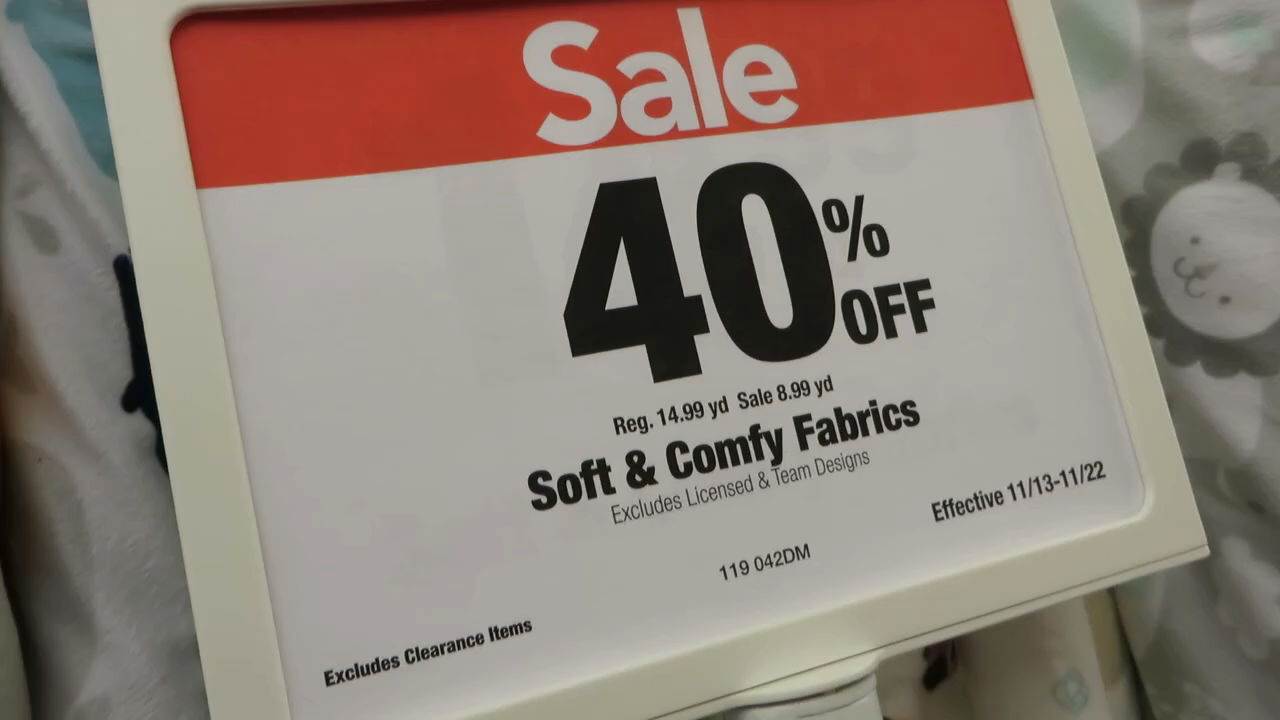 Sale
40%
OFF
Reg. 14.99 yd Sale 8.99 yd
Soft & Comfy Fabrics
Excludes Licensed & Team Designs
Effective 11/13-11/22
119 042DM
Excludes Clearance Items